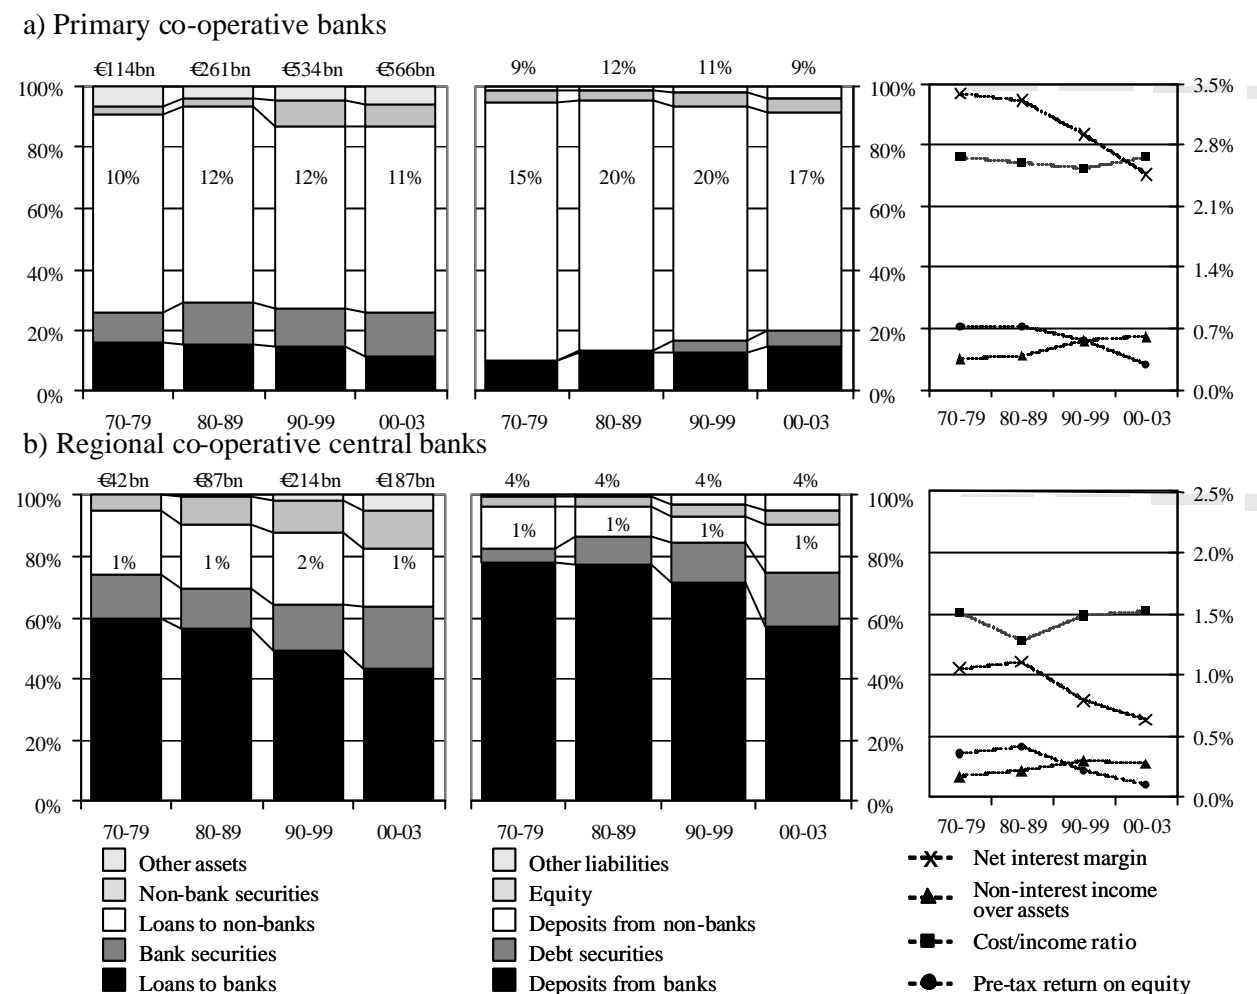 a) Primary co-operative banks
€114bn €261bn €534bn €566bn
9% 12% 11% 9%
100% 100% 3.5%
80% 80% 2.8%
10% 12% 12% 11%
15% 20% 20% 17%
60% 60% 2.1%
40% 40% 1.4%
20% 20% 0.7%
0% 0% 0.0%
70-79 80-89 90-99 00-03
70-79 80-89 90-99 00-03
70-79 80-89 90-99 00-03
b) Regional co-operative central banks
€42bn €87bn €214bn €187bn
4% 4% 4% 4%
100% 100% 2.5%
1% 1% 1% 1%
80% 80% 2.0%
1% 1% 2% 1%
60% 60% 1.5%
40% 40% 1.0%
20% 20% 0.5%
0% 0% 0.0%
70-79 80-89 90-99 00-03
70-79 80-89 90-99 00-03
70-79 80-89 90-99 00-03
Other assets
Non-bank securities
Loans to non-banks
Bank securities
Loans to banks
Other liabilities
Equity
Deposits from non-banks
Debt securities
Deposits from banks
Net interest margin
Non-interest income
over assets
Cost/income ratio
Pre-tax return on equity